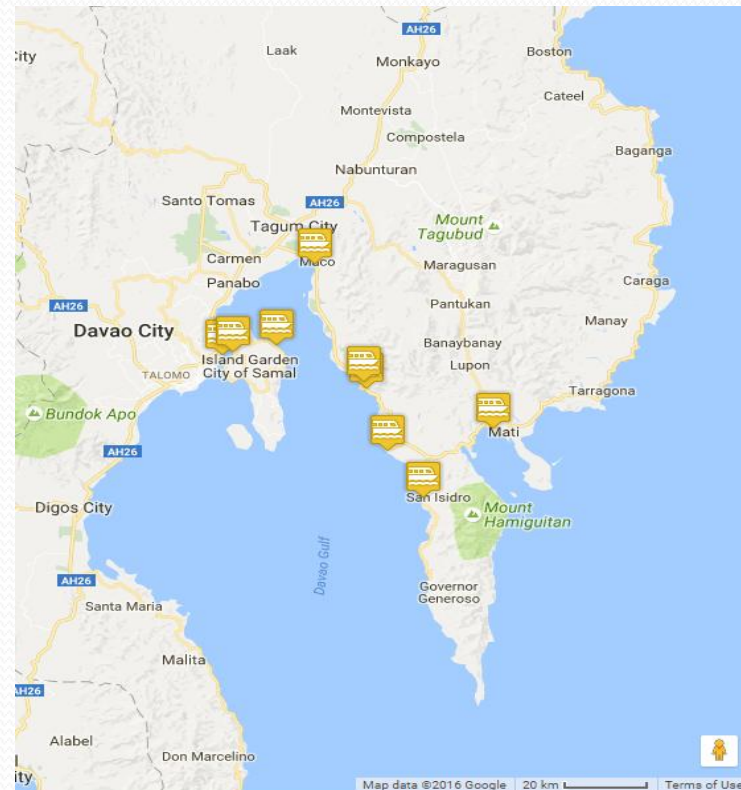 AH26
Laak
Boston
City
Monkayo
Cateel
Montevista
Compostela
Baganga
Nabunturan
Santo Tomas
AH26
Tagum City
Mount
Tagubud
Carmen
Maco
Maragusan
Panabo
Caraga
AH26
Pantukan
Manay
Davao City
Banaybanay
Island Garden
City of Samal
Lupon
TALOMO
Tarragona
Bundok Apo
Mati
AH26
San Isidro
Digos City
Mount
Hamiguitan
Davao Gulf
AH26
Governor
Generoso
Santa Maria
Malita
AH26
Alabel
Don Marcelino
ity
Map data ©2016 Google
20 km
Terms of Use